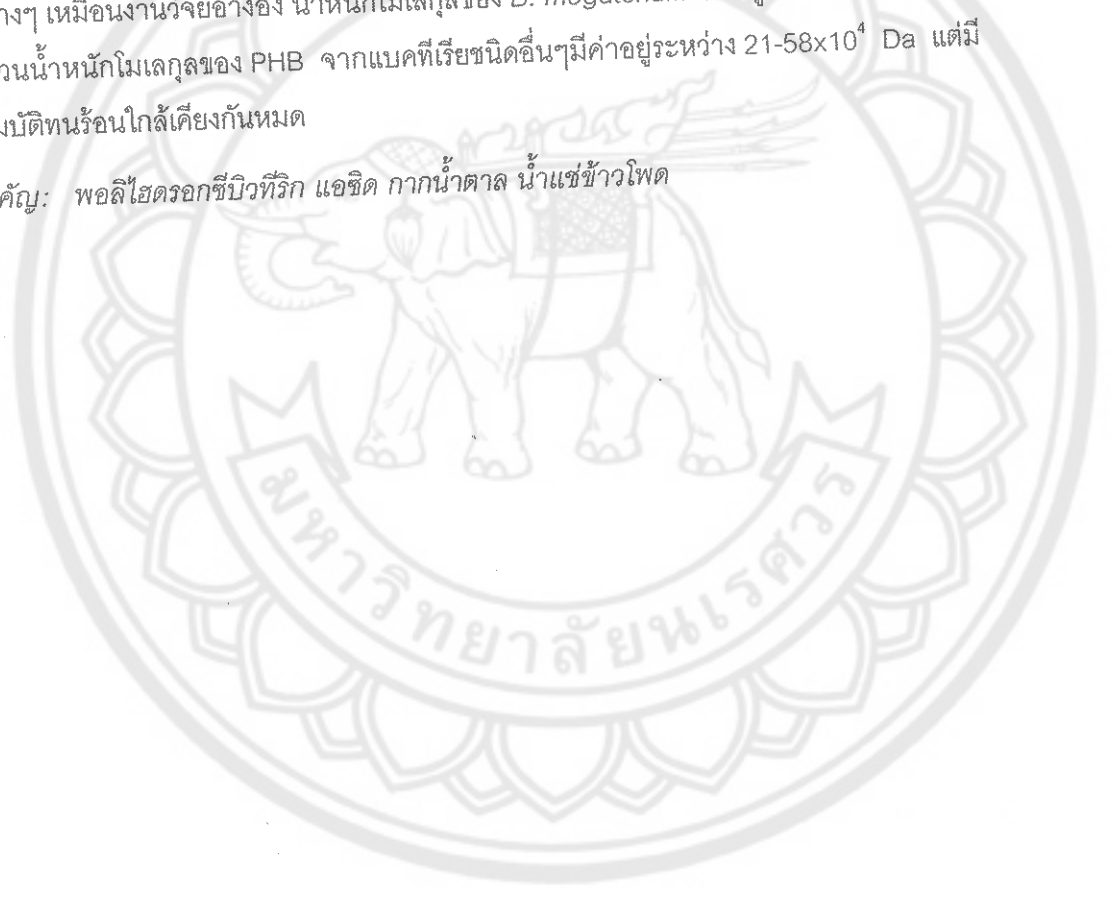 างๆ เหมือนงานวิจัยอ้างอิง น้ำหนักโมเลกุลของ B. megaterium
วนน้ำหนักโมเลกุลของ PHB จากแบคทีเรียชนิดอื่นๆมีค่าอยู่ระหว่าง 21-58x10⁴ Da แต่มี
มบัติทนร้อนใกล้เคียงกันหมด
คัญ: พอลิไฮดรอกซีบิวทีริก แอซิด กากน้ำตาล น้ำแช่ข้าวโพด
มหาวิทยาลัยนเรศวร